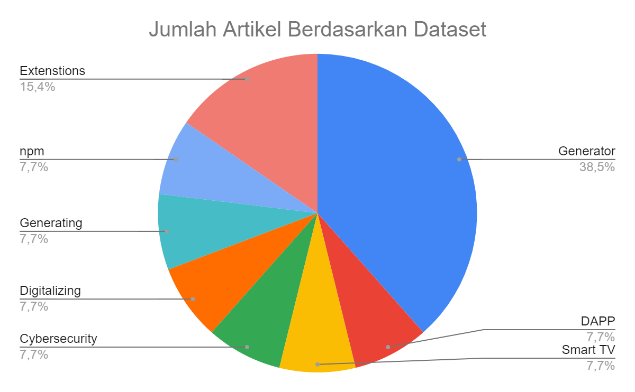 Jumlah Artikel Berdasarkan Dataset
Extenstions
15,4%
npm
7,7%
Generating
7,7%
Digitalizing
7,7%
Cybersecurity
7,7%
Generator
38,5%
DAPP
7,7%
Smart TV
7,7%